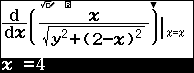 √E/ R
d/dx(x/√(y²+(2-x)²))|x=x
x =4